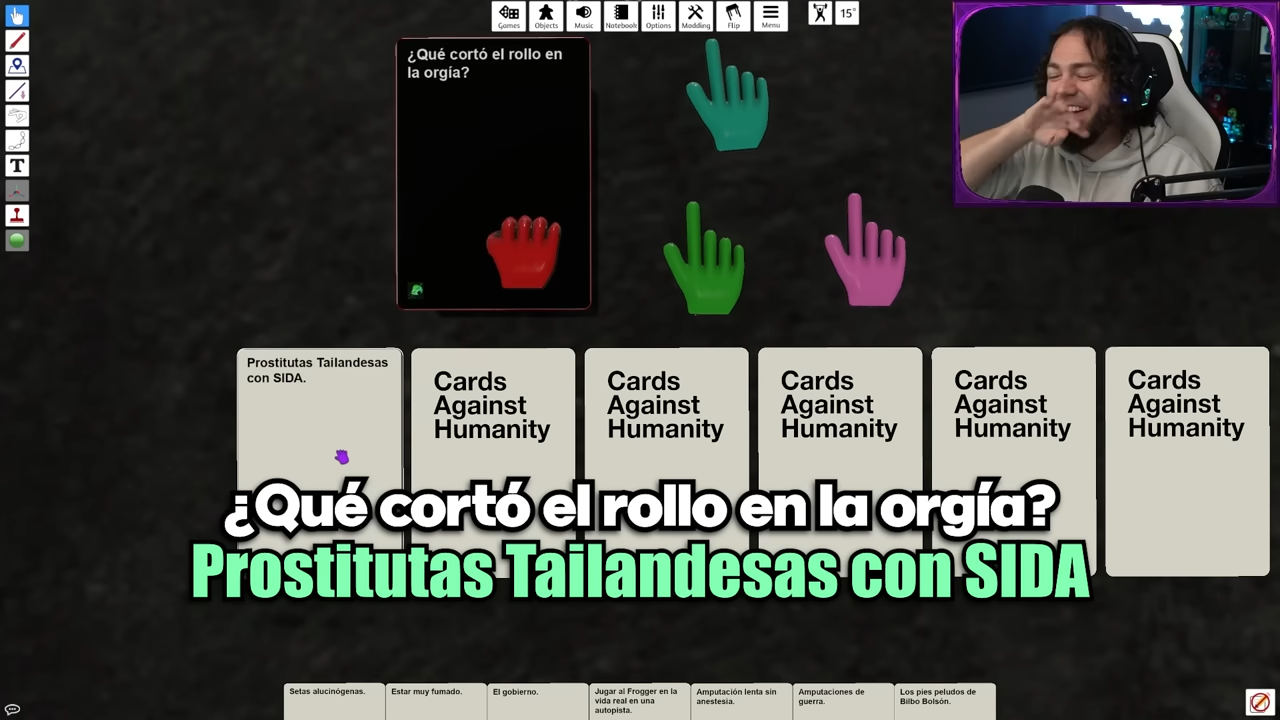 Games
Objects
Music
Notebook
Options
Modding
Flip
Menu
15°
T
¿Qué cortó el rollo en
la orgía?
Prostitutas Tailandesas
con SIDA.
Cards
Against
Humanity
Cards
Against
Humanity
Cards
Against
Humanity
Cards
Against
Humanity
Cards
Against
Humanity
¿Qué cortó el rollo en la orgía?
Prostitutas Tailandesas con SIDA
Setas alucinógenas.
Estar muy fumado.
El gobierno.
Jugar al Frogger en la
vida real en una
autopista.
Amputación lenta sin
anestesia.
Amputaciones de
guerra.
Los pies peludos de
Bilbo Bolsón.